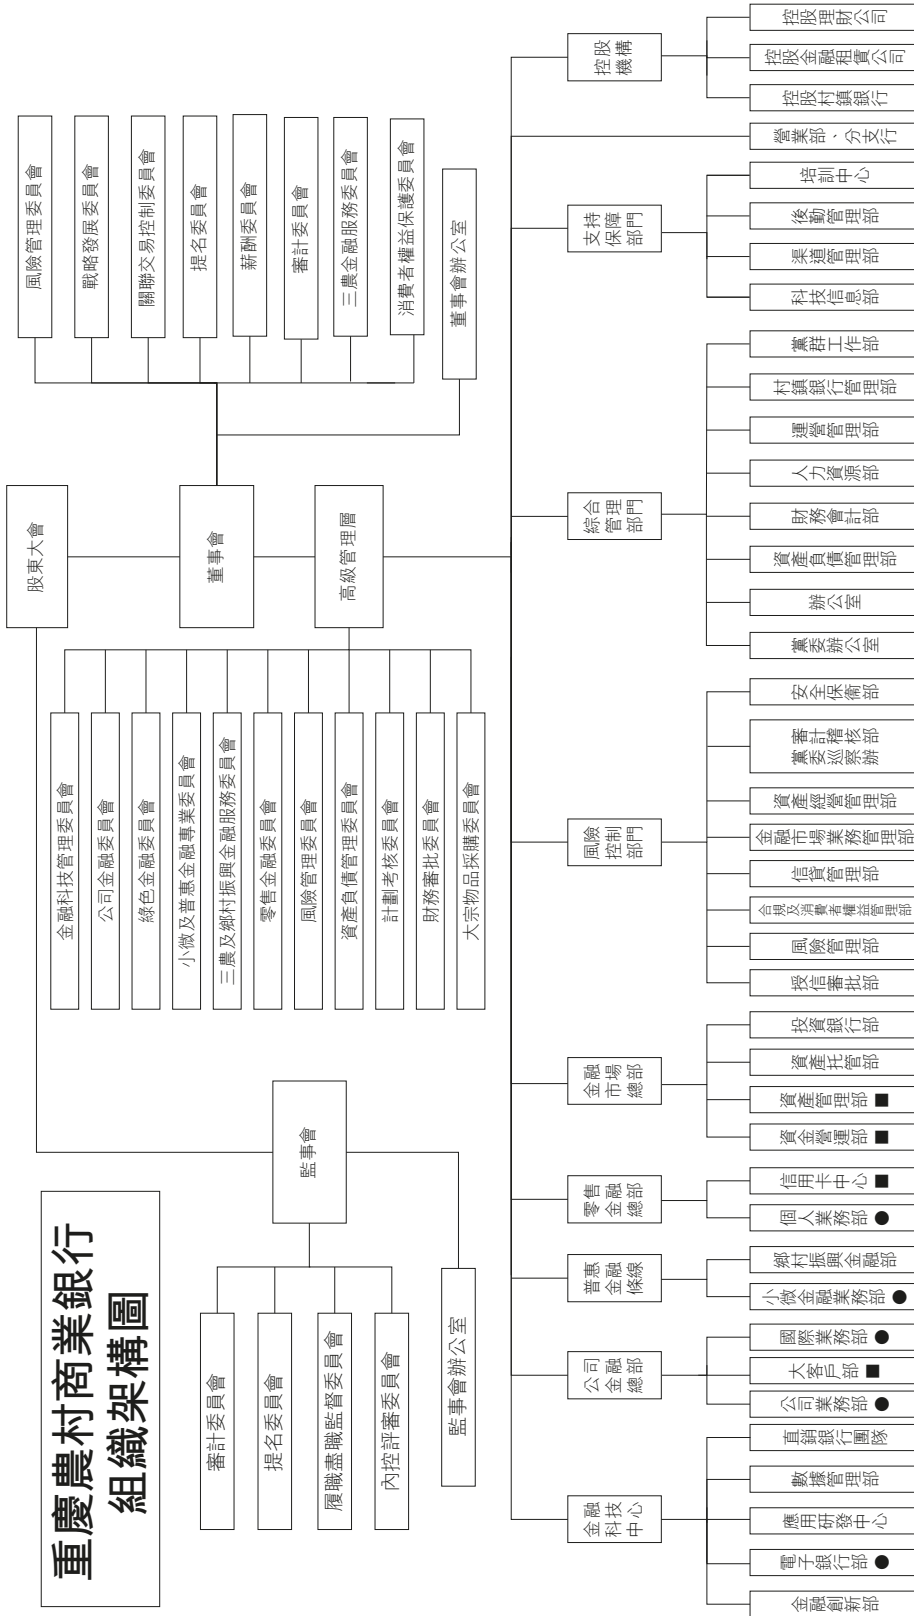 重慶農村商業銀行
組織架構圖
股東大會
董事會
高級管理層
監事會
風險管理委員會
戰略發展委員會
關聯交易控制委員會
提名委員會
薪酬委員會
審計委員會
三農金融服務委員會
消費者權益保護委員會
董事會辦公室
金融科技管理委員會
公司金融委員會
綠色金融委員會
小微及普惠金融專業委員會
三農及鄉村振興金融服務委員會
零售金融委員會
風險管理委員會
資產負債管理委員會
計劃考核委員會
財務審批委員會
大宗物品採購委員會
審計委員會
提名委員會
履職盡職監督委員會
內控評審委員會
監事會辦公室
金融
科技
中心
金融創新部
電子銀行部●
應用研發中心
數據管理部
直銷銀行團隊
公司
金融
總部
公司業務部●
大客戶部■
國際業務部●
普惠
金融
條線
小微金融業務部●
鄉村振興金融部
零售
金融
總部
個人業務部●
信用卡中心■
金融
市場
總部
資金營運部■
資產管理部■
資產托管部
投資銀行部
風險
控制
部門
授信審批部
風險管理部
合規及消費者權益管理部
信貸管理部
金融市場業務管理部
資產經營管理部
審計稽核部
黨委巡察辦
安全保衛部
綜合
管理
部門
黨委辦公室
辦公室
資產負債管理部
財務會計部
人力資源部
運營管理部
村鎮銀行管理部
黨群工作部
支持
保障
部門
科技信息部
渠道管理部
後勤管理部
培訓中心
營業部、分支行
控股
機構
控股村鎮銀行
控股金融租賃公司
控股理財公司